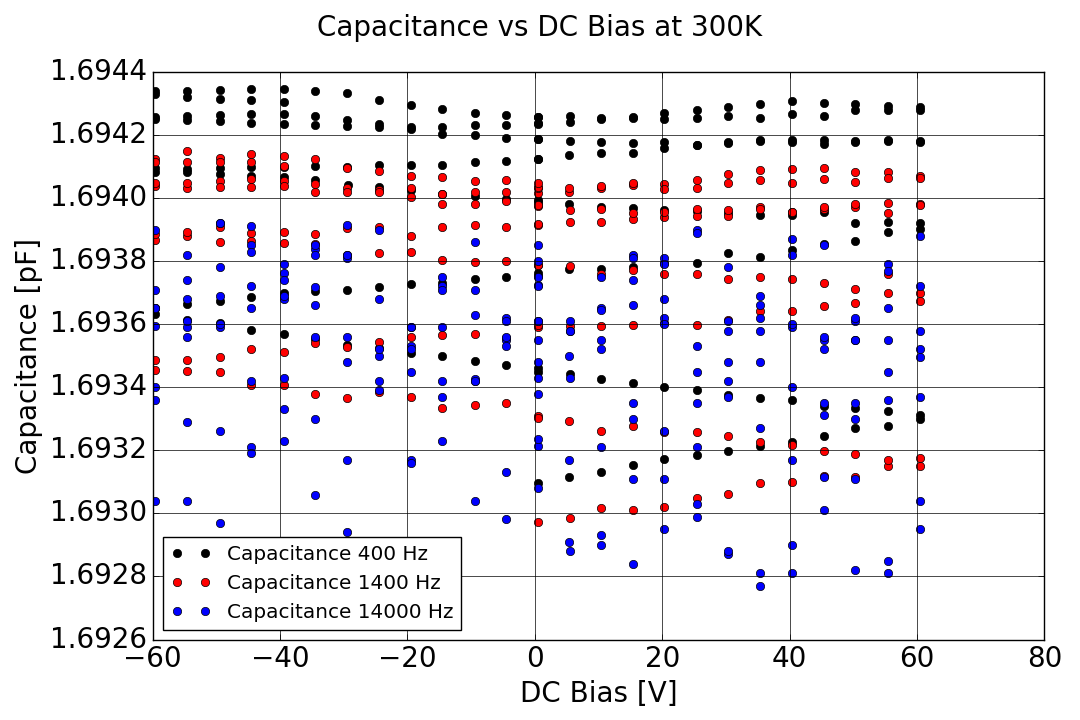 Capacitance vs DC Bias at 300K
1.6944
1.6942
1.6940
1.6938
1.6936
1.6934
1.6932
1.6930
1.6928
1.6926
Capacitance [pF]
Capacitance 400 Hz
Capacitance 1400 Hz
Capacitance 14000 Hz
−60 −40 −20 0 20 40 60 80
DC Bias [V]